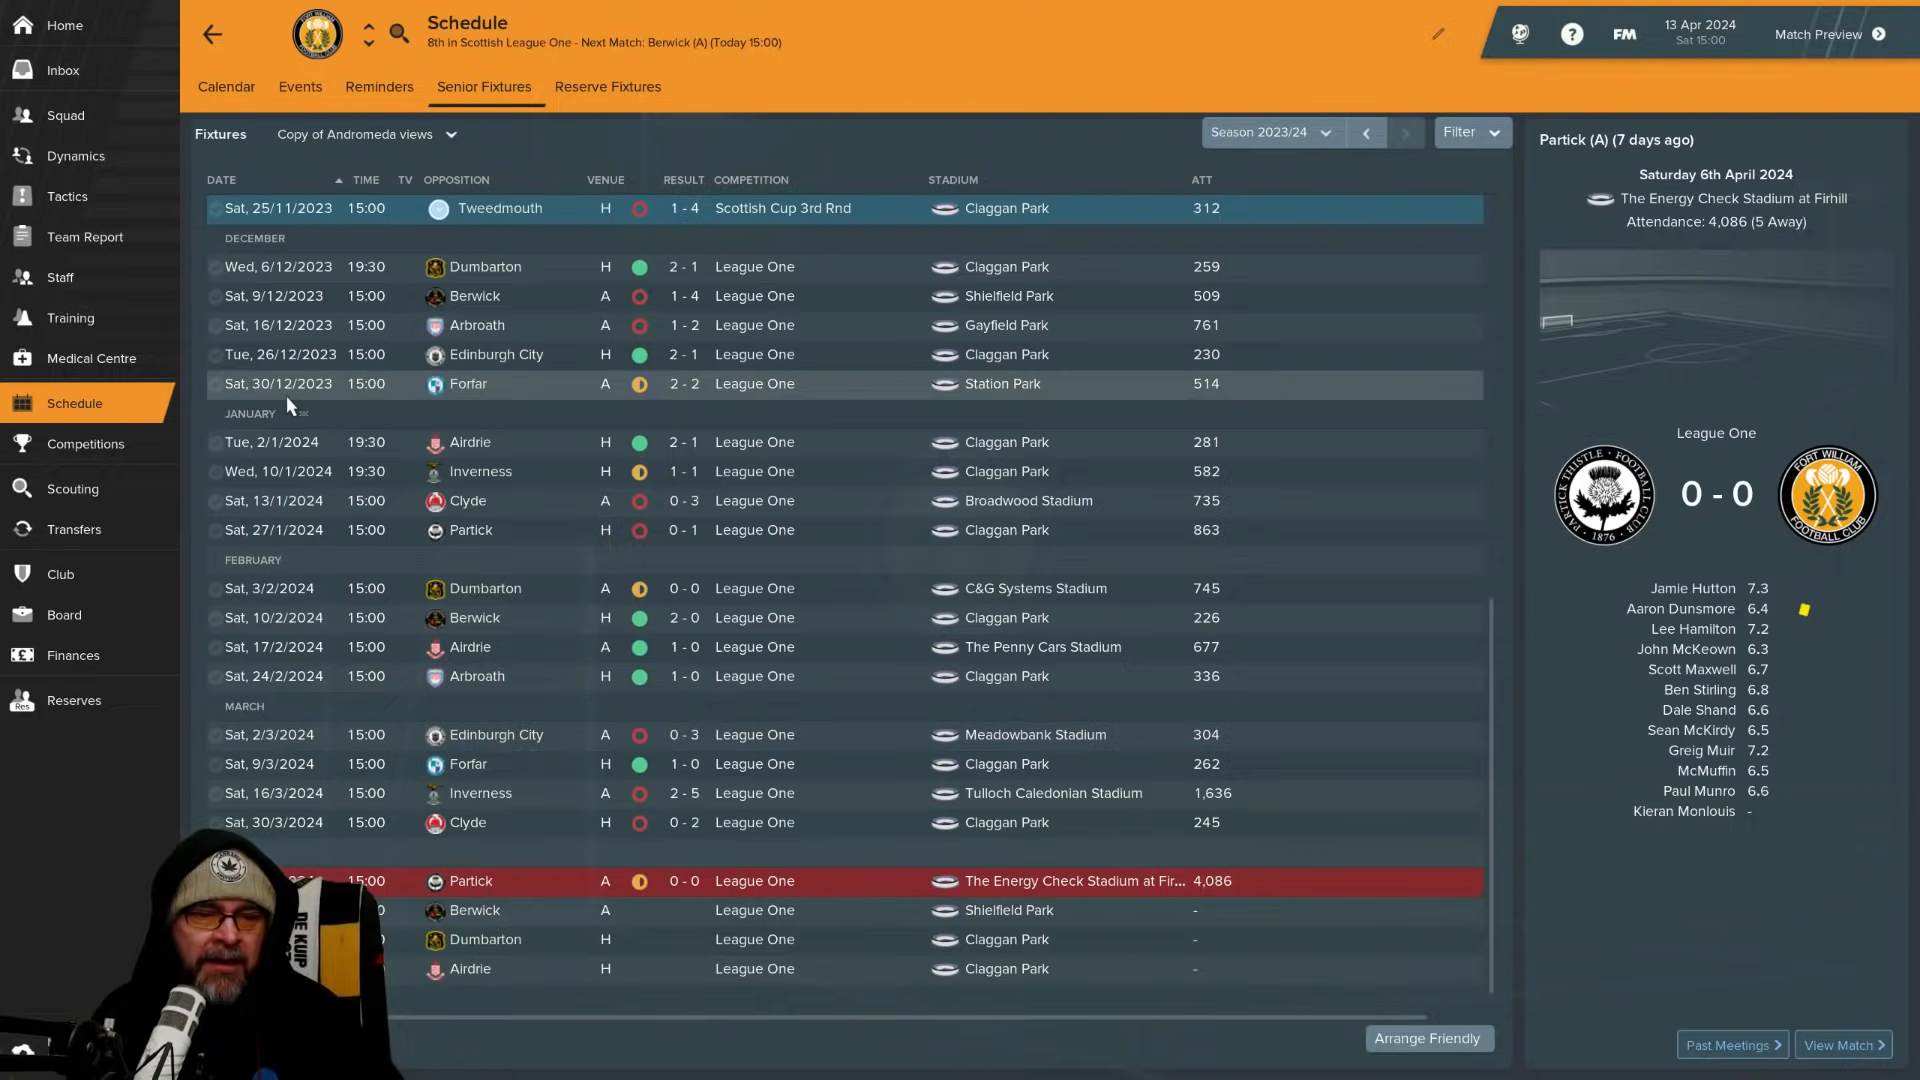 Home
Inbox
Squad
Dynamics
Tactics
Team Report
Staff
Training
Medical Centre
Schedule
Competitions
Scouting
Transfers
Club
Board
Finances
Reserves
Res
Schedule
8th in Scottish League One - Next Match: Berwick (A) (Today 15:00)
FORT WILLIAM
FOOTBALL CLUB
? FM 13 Apr 2024 Match Preview
Sat 15:00
Calendar Events Reminders Senior Fixtures Reserve Fixtures
Fixtures Copy of Andromeda views Season 2023/24 Filter
DATE TIME TV OPPOSITION VENUE RESULT COMPETITION STADIUM ATT
Sat, 25/11/2023 15:00 Tweedmouth H 1 - 4 Scottish Cup 3rd Rnd Claggan Park 312
DECEMBER
Wed, 6/12/2023 19:30 Dumbarton H 2 - 1 League One Claggan Park 259
Sat, 9/12/2023 15:00 Berwick A 1 - 4 League One Shielfield Park 509
Sat, 16/12/2023 15:00 Arbroath A 1 - 2 League One Gayfield Park 761
Tue, 26/12/2023 15:00 Edinburgh City H 2 - 1 League One Claggan Park 230
Sat, 30/12/2023 15:00 Forfar A 2 - 2 League One Station Park 514
JANUARY
Tue, 2/1/2024 19:30 Airdrie H 2 - 1 League One Claggan Park 281
Wed, 10/1/2024 19:30 Inverness H 1 - 1 League One Claggan Park 582
Sat, 13/1/2024 15:00 Clyde A 0 - 3 League One Broadwood Stadium 735
Sat, 27/1/2024 15:00 Partick H 0 - 1 League One Claggan Park 863
FEBRUARY
Sat, 3/2/2024 15:00 Dumbarton A 0 - 0 League One C&G Systems Stadium 745
Sat, 10/2/2024 15:00 Berwick H 2 - 0 League One Claggan Park 226
Sat, 17/2/2024 15:00 Airdrie A 1 - 0 League One The Penny Cars Stadium 677
Sat, 24/2/2024 15:00 Arbroath H 1 - 0 League One Claggan Park 336
MARCH
Sat, 2/3/2024 15:00 Edinburgh City A 0 - 3 League One Meadowbank Stadium 304
Sat, 9/3/2024 15:00 Forfar H 1 - 0 League One Claggan Park 262
Sat, 16/3/2024 15:00 Inverness A 2 - 5 League One Tulloch Caledonian Stadium 1,636
Sat, 30/3/2024 15:00 Clyde H 0 - 2 League One Claggan Park 245
15:00 Partick A 0 - 0 League One The Energy Check Stadium at Fir... 4,086
Berwick A League One Shielfield Park -
Dumbarton H League One Claggan Park -
Airdrie H League One Claggan Park -
DE KUIP
Arrange Friendly
Partick (A) (7 days ago)
Saturday 6th April 2024
The Energy Check Stadium at Firhill
Attendance: 4,086 (5 Away)
League One
PARTICK THISTLE FOOTBALL CLUB
1876
0 - 0
FORT WILLIAM
FOOTBALL CLUB
Jamie Hutton 7.3
Aaron Dunsmore 6.4
Lee Hamilton 7.2
John McKeown 6.3
Scott Maxwell 6.7
Ben Stirling 6.8
Dale Shand 6.6
Sean McKirdy 6.5
Greig Muir 7.2
McMuffin 6.5
Paul Munro 6.6
Kieran Monlouis -
Past Meetings View Match